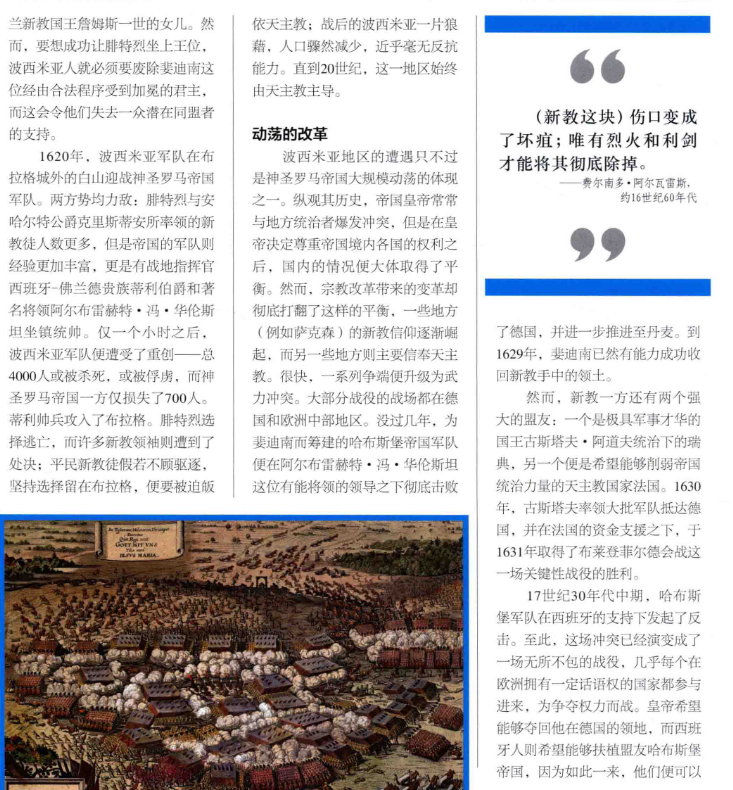 兰新教国王詹姆斯一世的女儿。然
而，要想成功让腓特烈坐上王位，
波西米亚人就必须要废除斐迪南这
位经由合法程序受到加冕的君主，
而这会令他们失去一众潜在同盟者
的支持。
1620年，波西米亚军队在布
拉格城外的白山迎战神圣罗马帝国
军队。两方势均力敌：腓特烈与安
哈尔特公爵克里斯蒂安所率领的新
教徒人数更多，但是帝国的军队则
经验更加丰富，更是有战地指挥官
西班牙-佛兰德贵族蒂利伯爵和著
名将领阿尔布雷赫特·冯·华伦斯
坦坐镇统帅。仅一个小时之后，
波西米亚军队便遭受了重创——总
4000人或被杀死，或被俘虏，而神
圣罗马帝国一方仅损失了700人。
蒂利帅兵攻入了布拉格。腓特烈选
择逃亡，而许多新教领袖则遭到了
处决；平民新教徒假若不顾驱逐，
坚持选择留在布拉格，便要被迫皈
依天主教；战后的波西米亚一片狼
藉，人口骤然减少，近乎毫无反抗
能力。直到20世纪，这一地区始终
由天主教主导。
动荡的改革
波西米亚地区的遭遇只不过
是神圣罗马帝国大规模动荡的体现
之一。纵观其历史，帝国皇帝常常
与地方统治者爆发冲突，但是在皇
帝决定尊重帝国境内各国的权利之
后，国内的情况便大体取得了平
衡。然而，宗教改革带来的变革却
彻底打翻了这样的平衡，一些地方
（例如萨克森）的新教信仰逐渐崛
起，而另一些地方则主要信奉天主
教。很快，一系列争端便升级为武
力冲突。大部分战役的战场都在德
国和欧洲中部地区。没过几年，为
斐迪南而筹建的哈布斯堡帝国军队
便在阿尔布雷赫特·冯·华伦斯坦
这位有能将领的领导之下彻底击败
“
（新教这块）伤口变成
了坏疽；唯有烈火和利剑
才能将其彻底除掉。
——费尔南多·阿尔瓦雷斯，
约16世纪60年代
”
了德国，并进一步推进至丹麦。到
1629年，斐迪南已然有能力成功收
回新教手中的领土。
然而，新教一方还有两个强
大的盟友：一个是极具军事才华的
国王古斯塔夫·阿道夫统治下的瑞
典，另一个便是希望能够削弱帝国
统治力量的天主教国家法国。1630
年，古斯塔夫率领大批军队抵达德
国，并在法国的资金支援之下，于
1631年取得了布莱登菲尔德会战这
一场关键性战役的胜利。
17世纪30年代中期，哈布斯
堡军队在西班牙的支持下发起了反
击。至此，这场冲突已经演变成了
一场无所不包的战役，几乎每个在
欧洲拥有一定话语权的国家都参与
进来，为争夺权力而战。皇帝希望
能够夺回他在德国的领地，而西班
牙人则希望能够扶植盟友哈布斯堡
帝国，因为如此一来，他们便可以